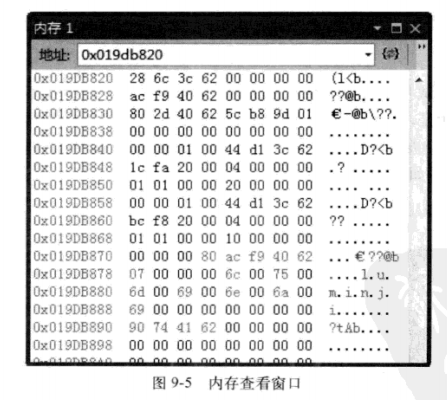 内存 1
地址: 0x019db820
0x019DB820 28 6c 3c 62 00 00 00 00 (l<b....
0x019DB828 ac f9 40 62 00 00 00 00 ??@b....
0x019DB830 80 2d 40 62 5c b8 9d 01 €-@b\??.
0x019DB838 00 00 00 00 00 00 00 00 ........
0x019DB840 00 00 01 00 44 d1 3c 62 ....D?<b
0x019DB848 1c fa 20 00 04 00 00 00 .? .....
0x019DB850 01 01 00 00 20 00 00 00 .... ...
0x019DB858 00 00 01 00 44 d1 3c 62 ....D?<b
0x019DB860 bc f8 20 00 04 00 00 00 ?? .....
0x019DB868 01 01 00 00 10 00 00 00 ........
0x019DB870 00 00 00 80 ac f9 40 62 ...€??@b
0x019DB878 07 00 00 00 6c 00 75 00 ....l.u.
0x019DB880 6d 00 69 00 6e 00 6a 00 m.i.n.j.
0x019DB888 69 00 00 00 00 00 00 00 i.......
0x019DB890 90 74 41 62 00 00 00 00 ?tAb....
0x019DB898 00 00 00 00 00 00 00 00 ........
图 9-5 内存查看窗口